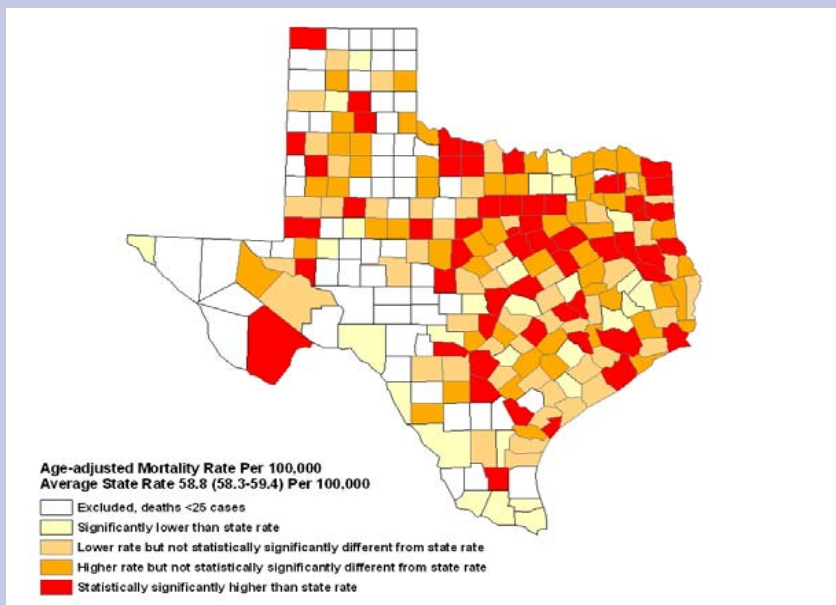 Age-adjusted Mortality Rate Per 100,000
Average State Rate 58.8 (58.3-59.4) Per 100,000
Excluded, deaths <25 cases
Significantly lower than state rate
Lower rate but not statistically significantly different from state rate
Higher rate but not statistically significantly different from state rate
Statistically significantly higher than state rate